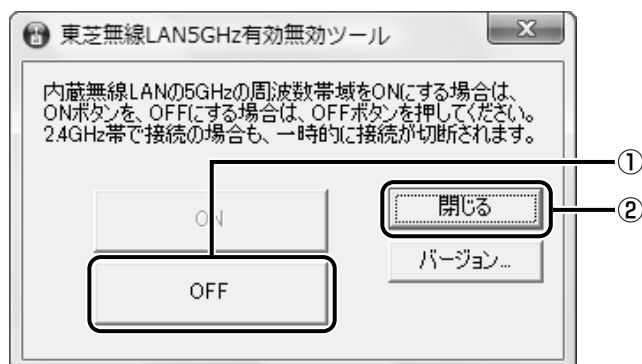 東芝無線LAN5GHz有効無効ツール
内蔵無線LANの5GHzの周波数帯域をONにする場合は、
ONボタンを、OFFにする場合は、OFFボタンを押してください。
2.4GHz帯で接続の場合も、一時的に接続が切断されます。
①
ON
閉じる
②
バージョン...
OFF